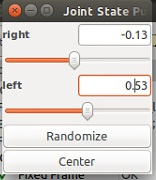 Joint State Pu
right -0.13
left 0.53
Randomize
Center
Fixed Frame OK